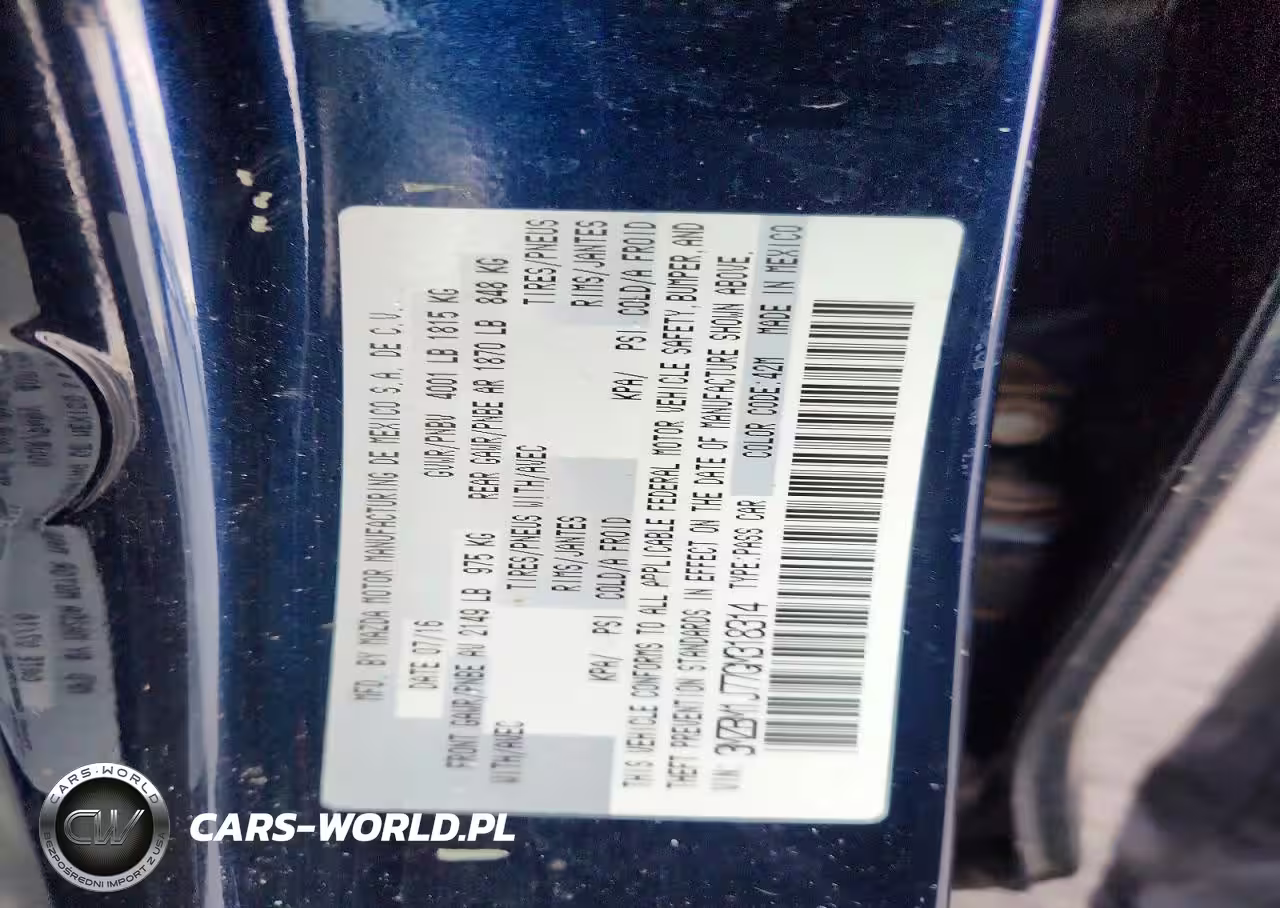 MFD. BY MAZDA MOTOR MANUFACTURING DE MEXICO S.A. DE C.V.
DATE 07/16 GVWR/PNBV 4001 LB 1815 KG
FRONT GAWR/PNBE AV 2149 LB 975 KG REAR GAWR/PNBE AR 1870 LB 848 KG
WITH/AVEC TIRES/PNEUS WITH/AVEC TIRES/PNEUS
RIMS/JANTES RIMS/JANTES
KPA/ PSI COLD/A FROID KPA/ PSI COLD/A FROID
THIS VEHICLE CONFORMS TO ALL APPLICABLE FEDERAL MOTOR VEHICLE SAFETY, BUMPER, AND
THEFT PREVENTION STANDARDS IN EFFECT ON THE DATE OF MANUFACTURE SHOWN ABOVE.
VIN: TYPE:PASS CAR COLOR CODE:42M MADE IN MEXICO
CARS-WORLD
CW
BEZPOŚREDNI IMPORT Z USA
CARS-WORLD.PL